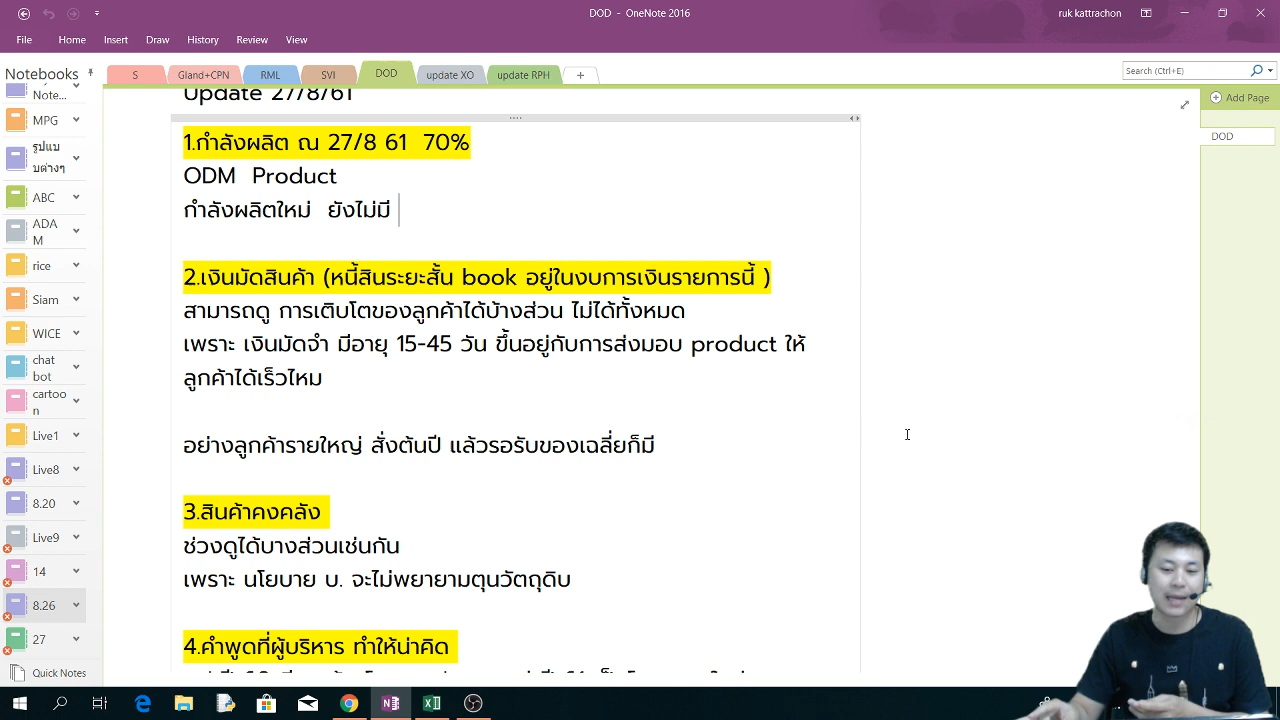 DOD - OneNote 2016
ruk kattrachon
File Home Insert Draw History Review View
Notebooks
S Gland+CPN RML SVI DOD update XO update RPH
Search (Ctrl+E)
Add Page
DOD
Note...
MPG
รูปแบ
บต่างๆ
ABC
ADA
M
rice
Siam
WICE
chat
bot
cartoo
n
Live1
Live8
8.20
Live9
14
8.26
27
Quick Notes
Update 27/8/61
1.กำลังผลิต ณ 27/8 61 70%
ODM Product
กำลังผลิตใหม่ ยังไม่มี
2.เงินมัดสินค้า (หนี้สินระยะสั้น book อยู่ในงบการเงินรายการนี้ )
สามารถดู การเติบโตของลูกค้าได้บ้างส่วน ไม่ได้ทั้งหมด
เพราะ เงินมัดจำ มีอายุ 15-45 วัน ขึ้นอยู่กับการส่งมอบ product ให้
ลูกค้าได้เร็วไหม
อย่างลูกค้ารายใหญ่ สั่งต้นปี แล้วรอรับของเฉลี่ยก็มี
3.สินค้าคงคลัง
ช่วงดูได้บางส่วนเช่นกัน
เพราะ นโยบาย บ. จะไม่พยายามตุนวัตถุดิบ
4.คำพูดที่ผู้บริหาร ทำให้น่าคิด